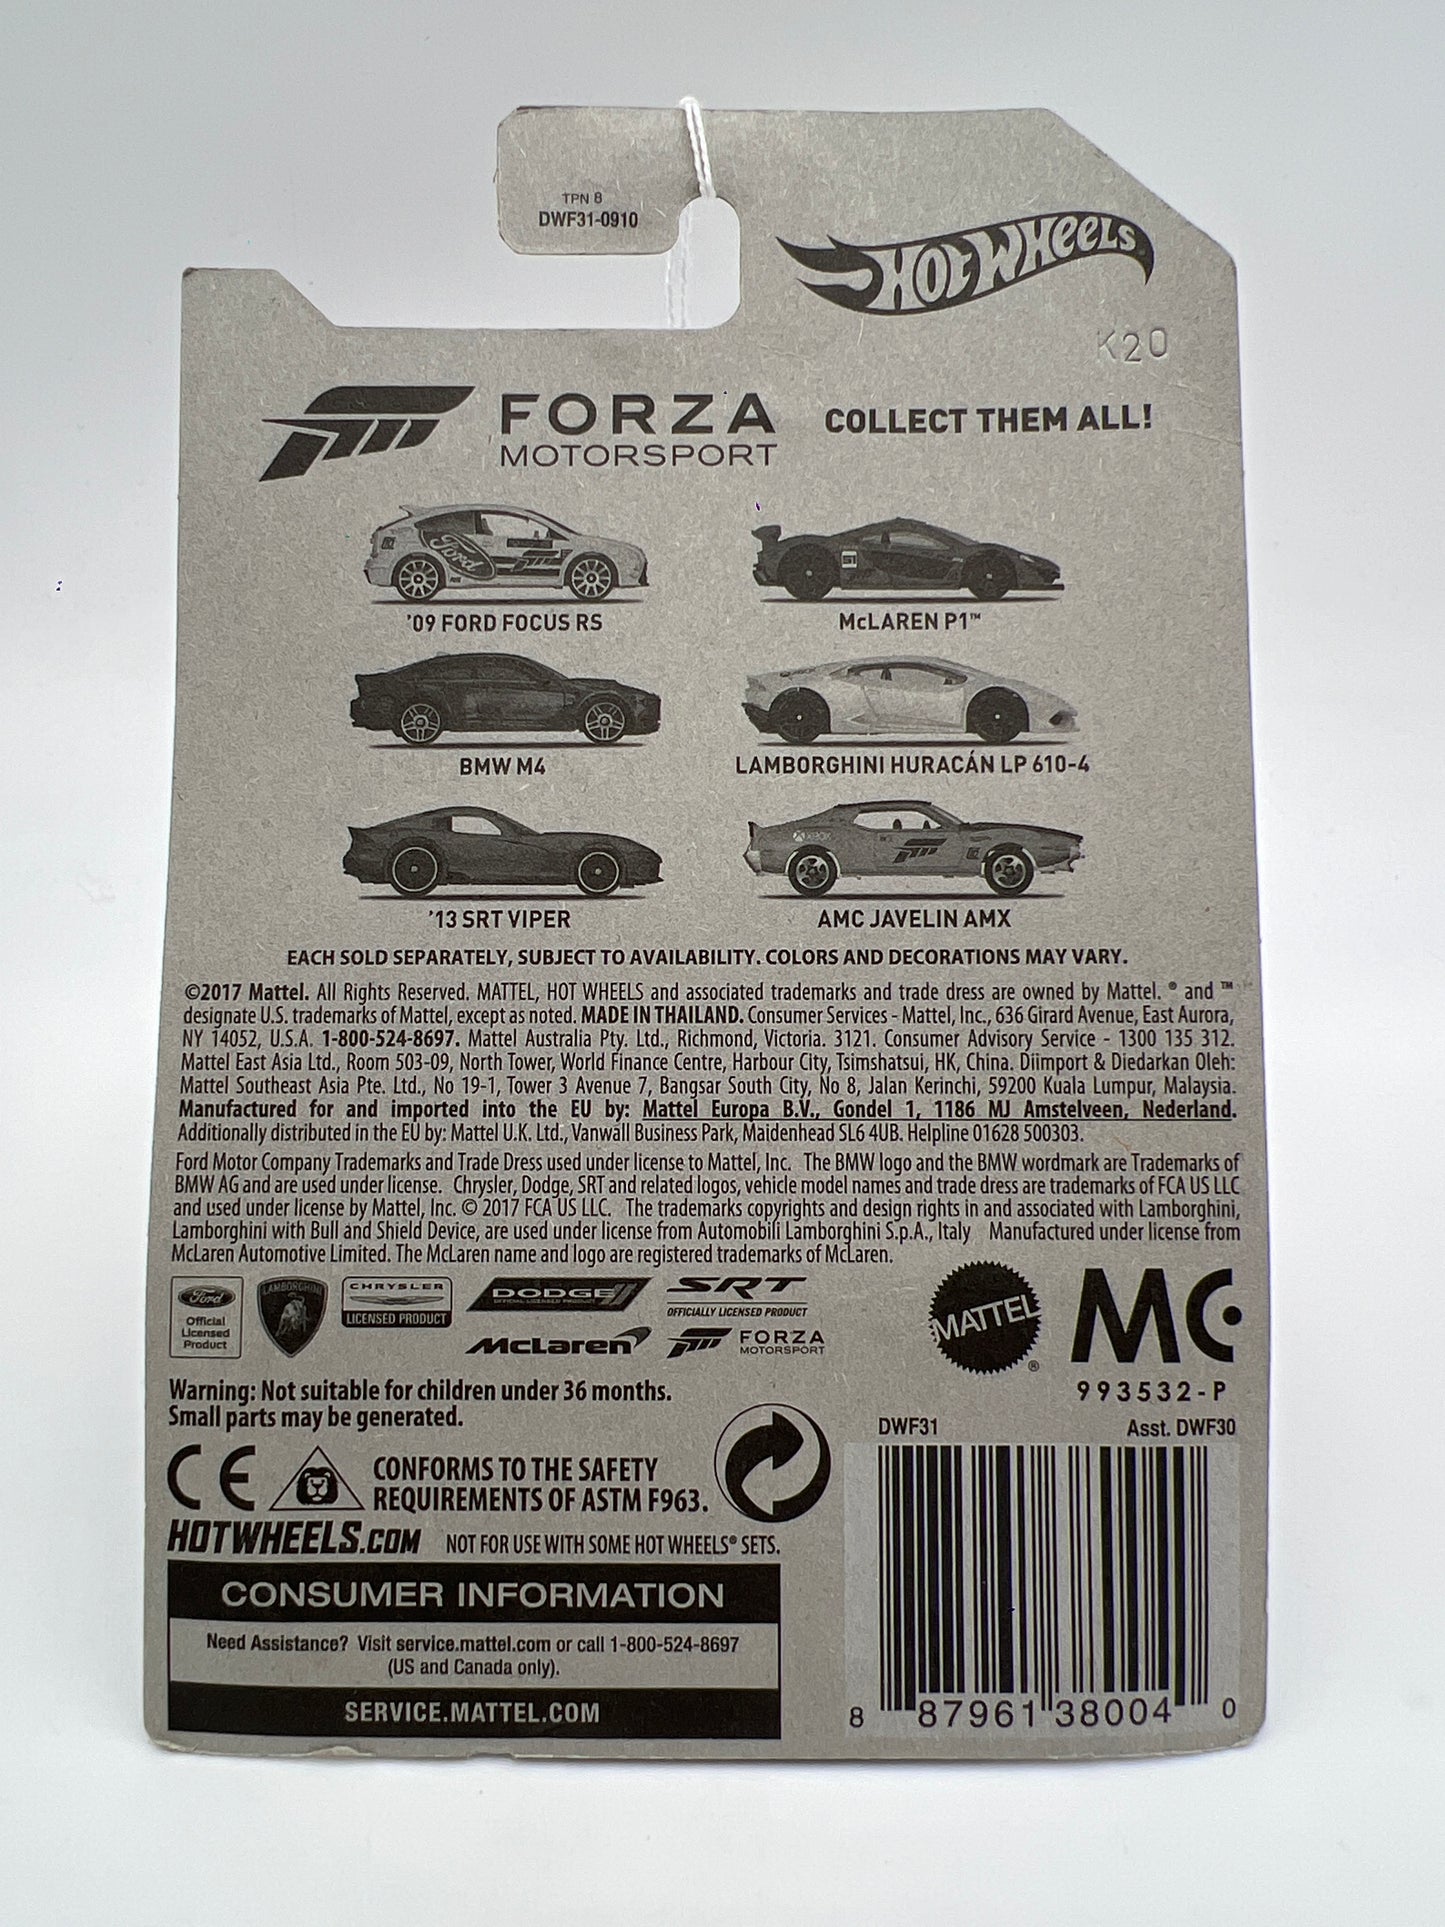 TPN 8
DWF31-0910
HOT WHEELS
K20
FORZA
MOTORSPORT
COLLECT THEM ALL!
Ford
51
'09 FORD FOCUS RS
McLAREN P1™
BMW M4
LAMBORGHINI HURACÁN LP 610-4
XBOX
'13 SRT VIPER
AMC JAVELIN AMX
EACH SOLD SEPARATELY, SUBJECT TO AVAILABILITY. COLORS AND DECORATIONS MAY VARY.
©2017 Mattel. All Rights Reserved. MATTEL, HOT WHEELS and associated trademarks and trade dress are owned by Mattel. ® and ™
designate U.S. trademarks of Mattel, except as noted. MADE IN THAILAND. Consumer Services - Mattel, Inc., 636 Girard Avenue, East Aurora,
NY 14052, U.S.A. 1-800-524-8697. Mattel Australia Pty. Ltd., Richmond, Victoria. 3121. Consumer Advisory Service - 1300 135 312.
Mattel East Asia Ltd., Room 503-09, North Tower, World Finance Centre, Harbour City, Tsimshatsui, HK, China. Diimport & Diedarkan Oleh:
Mattel Southeast Asia Pte. Ltd., No 19-1, Tower 3 Avenue 7, Bangsar South City, No 8, Jalan Kerinchi, 59200 Kuala Lumpur, Malaysia.
Manufactured for and imported into the EU by: Mattel Europa B.V., Gondel 1, 1186 MJ Amstelveen, Nederland.
Additionally distributed in the EU by: Mattel U.K. Ltd., Vanwall Business Park, Maidenhead SL6 4UB. Helpline 01628 500303.
Ford Motor Company Trademarks and Trade Dress used under license to Mattel, Inc. The BMW logo and the BMW wordmark are Trademarks of
BMW AG and are used under license. Chrysler, Dodge, SRT and related logos, vehicle model names and trade dress are trademarks of FCA US LLC
and used under license by Mattel, Inc. © 2017 FCA US LLC. The trademarks copyrights and design rights in and associated with Lamborghini,
Lamborghini with Bull and Shield Device, are used under license from Automobili Lamborghini S.p.A., Italy Manufactured under license from
McLaren Automotive Limited. The McLaren name and logo are registered trademarks of McLaren.
Ford
Official
Licensed
Product
LAMBORGHINI
CHRYSLER
LICENSED PRODUCT
DODGE
OFFICIAL LICENSED PRODUCT
SRT
OFFICIALLY LICENSED PRODUCT
McLaren
FORZA
MOTORSPORT
MATTEL
®
MC
993532-P
Warning: Not suitable for children under 36 months.
Small parts may be generated.
DWF31
Asst. DWF30
CE
CONFORMS TO THE SAFETY
REQUIREMENTS OF ASTM F963.
HOTWHEELS.COM
NOT FOR USE WITH SOME HOT WHEELS® SETS.
CONSUMER INFORMATION
Need Assistance? Visit service.mattel.com or call 1-800-524-8697
(US and Canada only).
SERVICE.MATTEL.COM
8 87961 38004 0